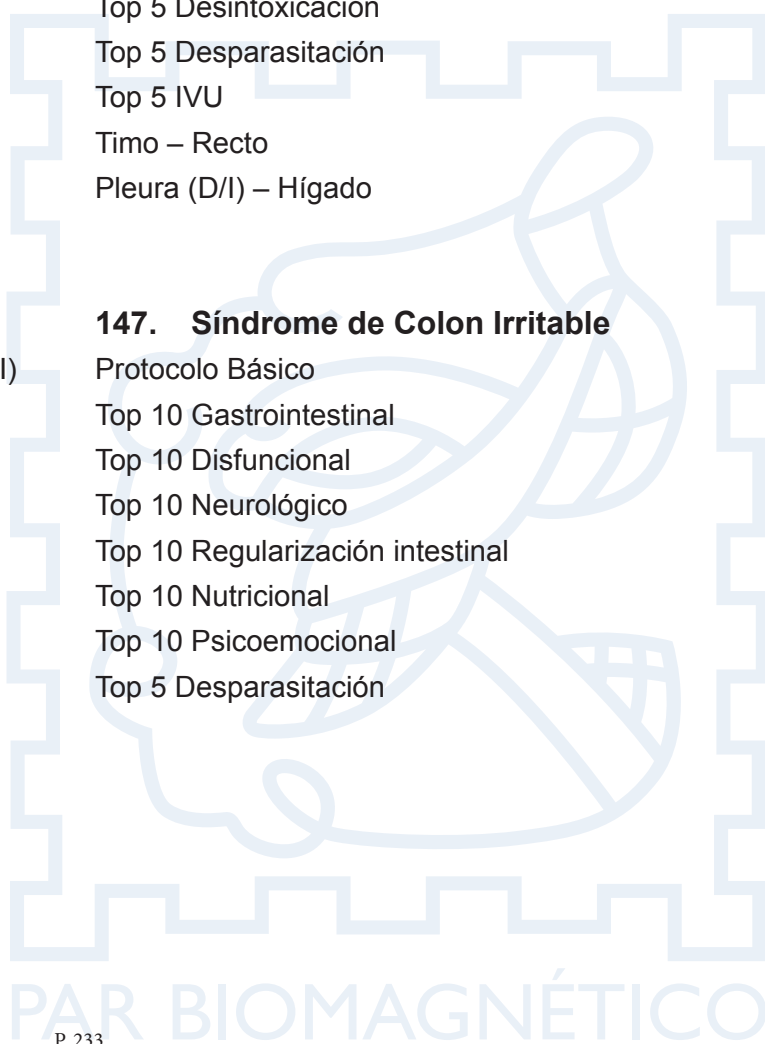 Top 5 Desintoxicación
Top 5 Desparasitación
Top 5 IVU
Timo – Recto
Pleura (D/I) – Hígado
147. Síndrome de Colon Irritable
I) Protocolo Básico
Top 10 Gastrointestinal
Top 10 Disfuncional
Top 10 Neurológico
Top 10 Regularización intestinal
Top 10 Nutricional
Top 10 Psicoemocional
Top 5 Desparasitación
PAR BIOMAGNÉTICO
P. 233